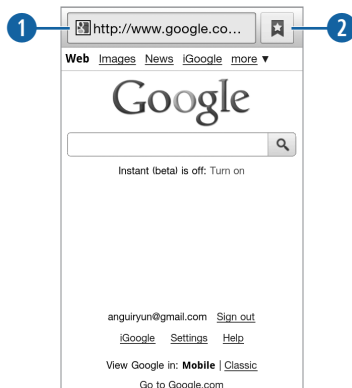 1
http://www.google.co...
2
Web Images News iGoogle more ▼
Google
Instant (beta) is off: Turn on
anguiryun@gmail.com Sign out
iGoogle Settings Help
View Google in: Mobile | Classic
Go to Google.com